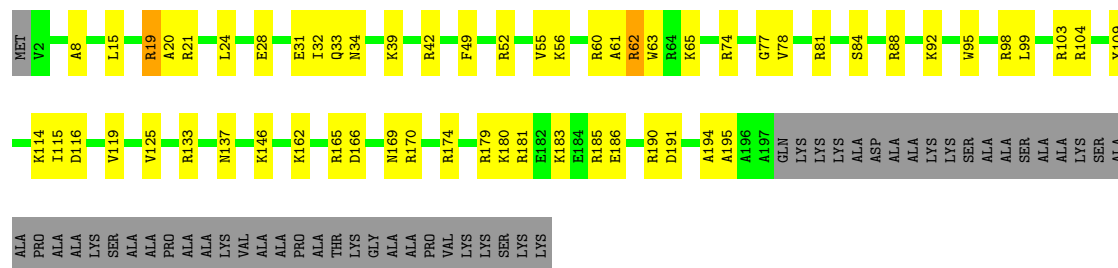 MET V2 A8 L15 R19 A20 R21 L24 E28 E31 I32 Q33 N34 K39 R42 F49 R52 V55 K56 R60 A61 R62 W63 R64 K65 R74 G77 V78 R81 S84 R88 K92 W95 R98 L99 R103 R104 Y109
K114 I115 D116 V119 V125 R133 N137 K146 K162 R165 D166 N169 R170 R174 R179 K180 R181 E182 K183 E184 R185 E186 R190 D191 A194 A195 A196 A197 GLN LYS LYS LYS ALA ASP ALA ALA LYS LYS SER ALA ALA SER ALA ALA LYS SER ALA
ALA PRO ALA ALA LYS SER ALA ALA PRO ALA ALA LYS VAL ALA ALA PRO ALA THR LYS GLY ALA ALA PRO VAL LYS LYS SER LYS LYS